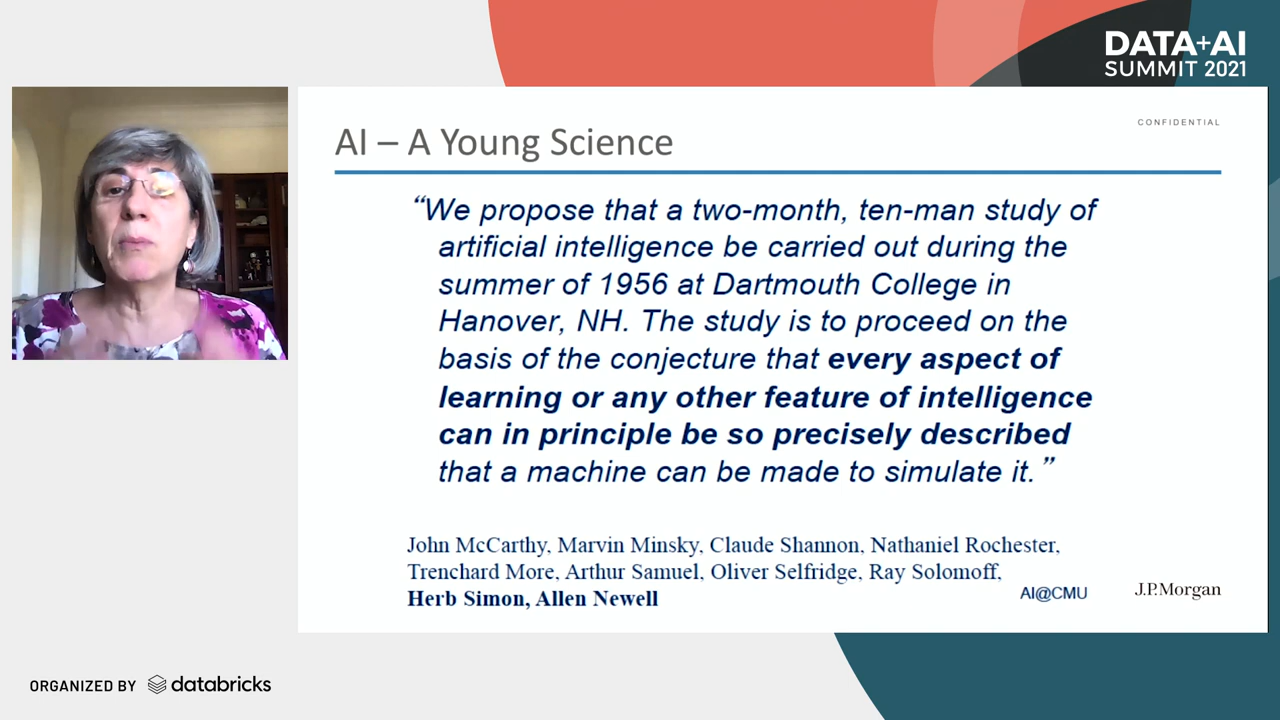 DATA+AI
SUMMIT 2021
CONFIDENTIAL
AI – A Young Science
“We propose that a two-month, ten-man study of
artificial intelligence be carried out during the
summer of 1956 at Dartmouth College in
Hanover, NH. The study is to proceed on the
basis of the conjecture that every aspect of
learning or any other feature of intelligence
can in principle be so precisely described
that a machine can be made to simulate it.”
John McCarthy, Marvin Minsky, Claude Shannon, Nathaniel Rochester,
Trenchard More, Arthur Samuel, Oliver Selfridge, Ray Solomoff,
Herb Simon, Allen Newell
AI@CMU
J.P.Morgan
ORGANIZED BY databricks